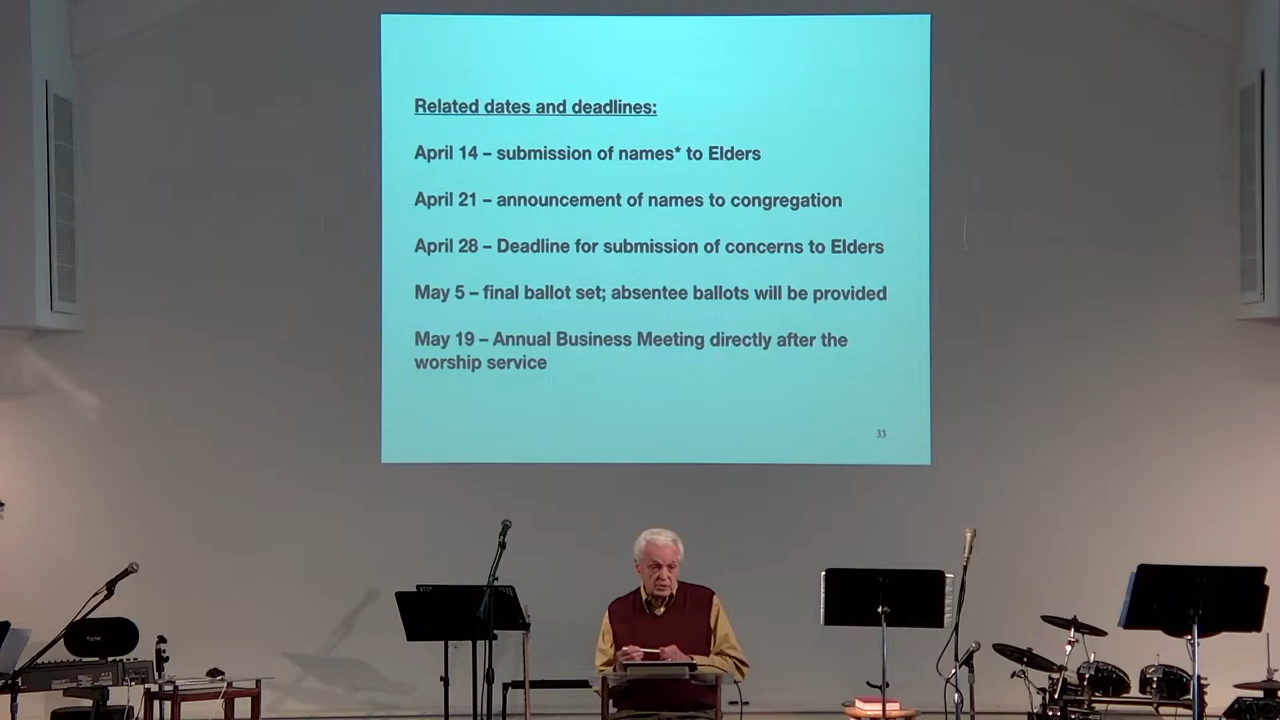 Related dates and deadlines:
April 14 – submission of names* to Elders
April 21 – announcement of names to congregation
April 28 – Deadline for submission of concerns to Elders
May 5 – final ballot set; absentee ballots will be provided
May 19 – Annual Business Meeting directly after the
worship service
33